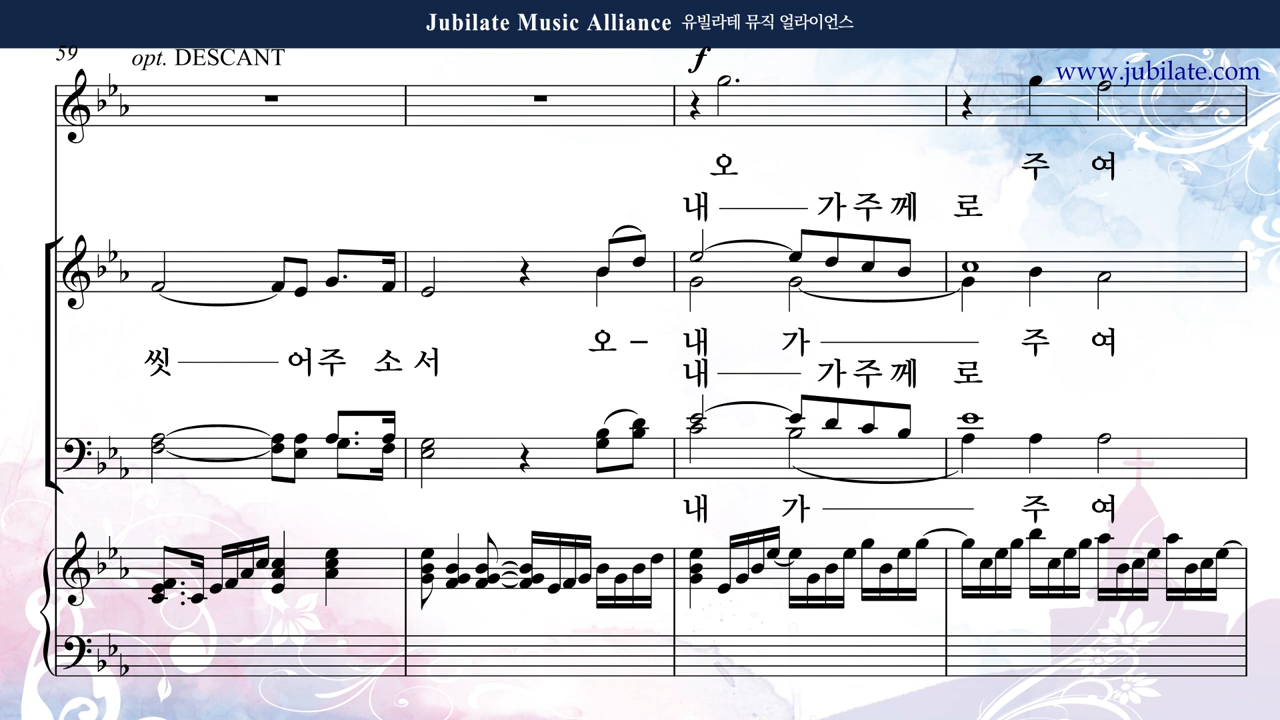 Jubilate Music Alliance 유빌라테 뮤직 얼라이언스
59 opt. DESCANT f www.jubilate.com
오 주 여
내 가 주 께 로
오 – 내 가 주 여
씻 어 주 소 서 내 가 주 께 로
내 가 주 여